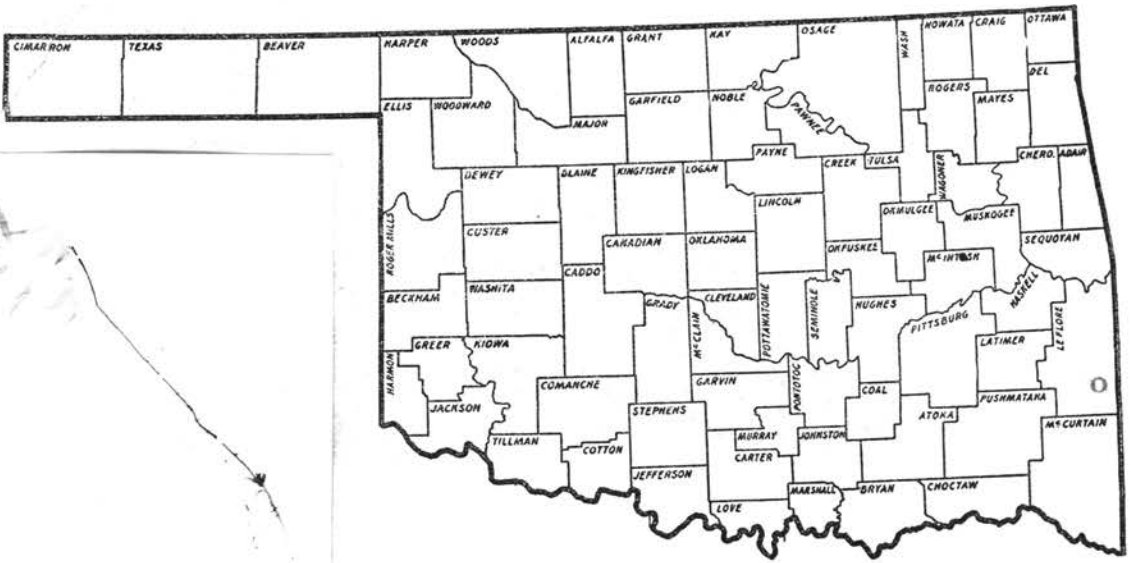 CIMARRON TEXAS BEAVER HARPER WOODS ALFALFA GRANT KAY OSAGE WASH NOWATA CRAIG OTTAWA
ELLIS WOODWARD MAJOR GARFIELD NOBLE PAWNEE ROGERS MAYES DEL
DEWEY BLAINE KINGFISHER LOGAN PAYNE CREEK TULSA WAGONER CHERO. ADAIR
ROGER MILLS CUSTER CANADIAN OKLAHOMA LINCOLN OKFUSKEE OKMULGEE MUSKOGEE SEQUOYAH
BECKHAM WASHITA CADDO GRADY CLEVELAND McCLAIN POTTAWATOMIE SEMINOLE HUGHES McINTOSH HASKELL
HARMON GREER KIOWA COMANCHE GARVIN PONTOTOC COAL PITTSBURG LATIMER LEFLORE
JACKSON TILLMAN COTTON STEPHENS MURRAY JOHNSTON ATOKA PUSHMATAHA McCURTAIN
JEFFERSON CARTER LOVE MARSHALL BRYAN CHOCTAW